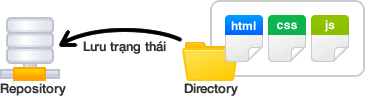 html css js
Lưu trạng thái
Repository Directory